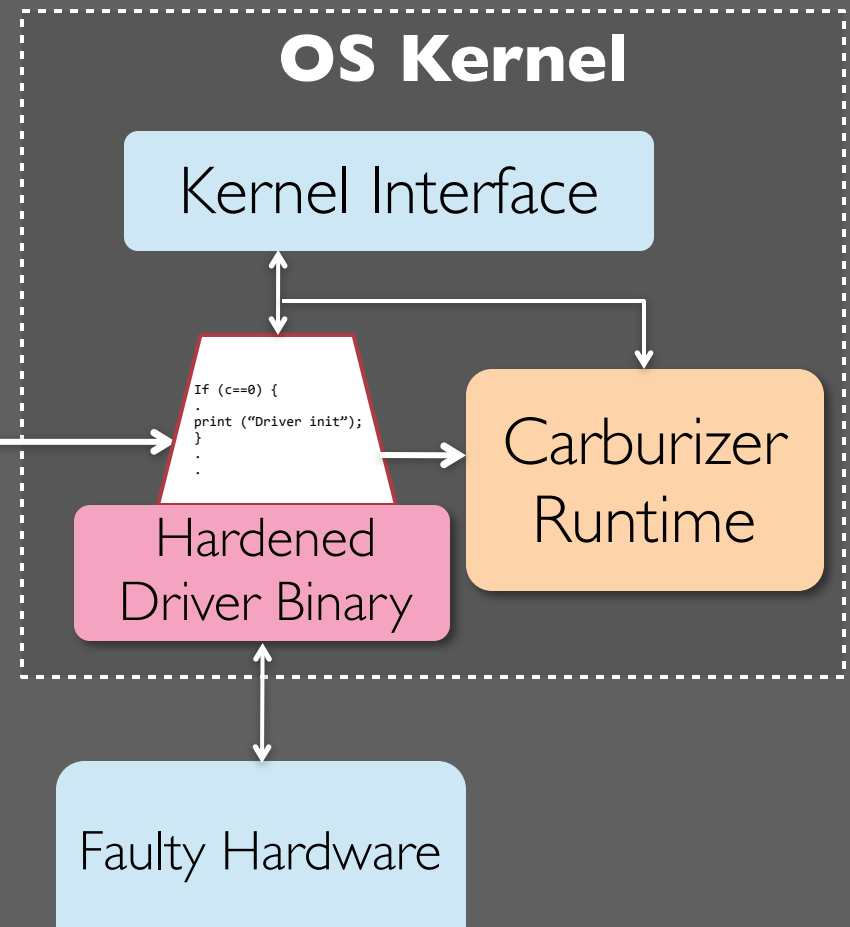 OS Kernel
Kernel Interface
If (c==0) {
.
print (“Driver init”);
}
.
.
Carburizer
Runtime
Hardened
Driver Binary
Faulty Hardware